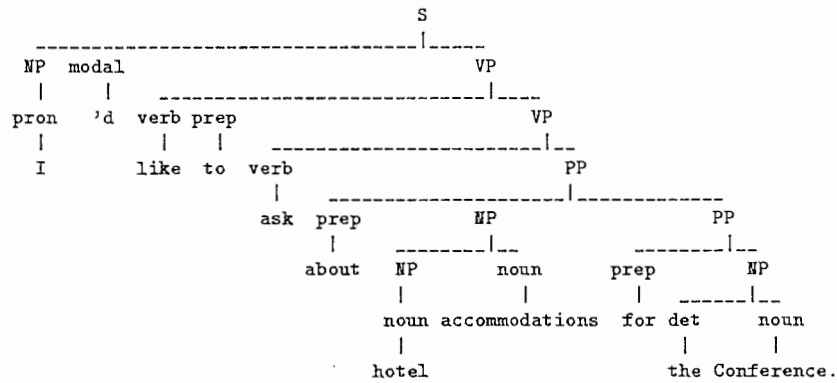 S
NP modal VP
pron 'd verb prep VP
I like to verb PP
ask prep NP PP
about NP noun prep NP
noun accommodations for det noun
hotel the Conference.